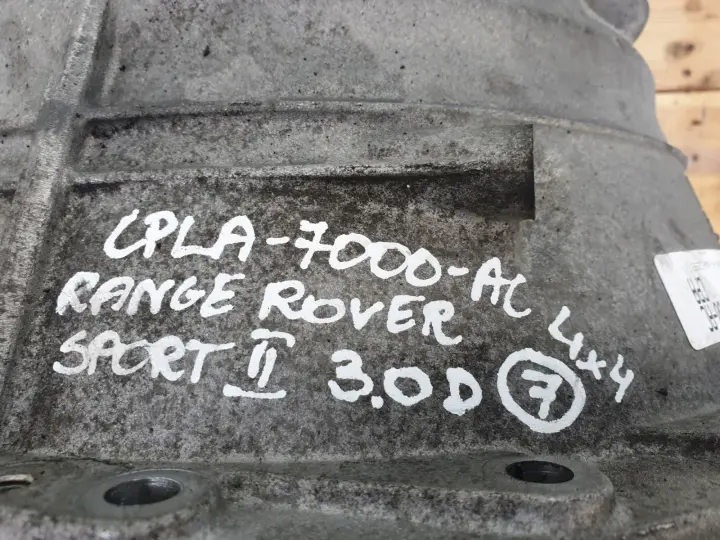 CPLA-7000-AC
RANGE ROVER 4x4
SPORT II 3.0D 7